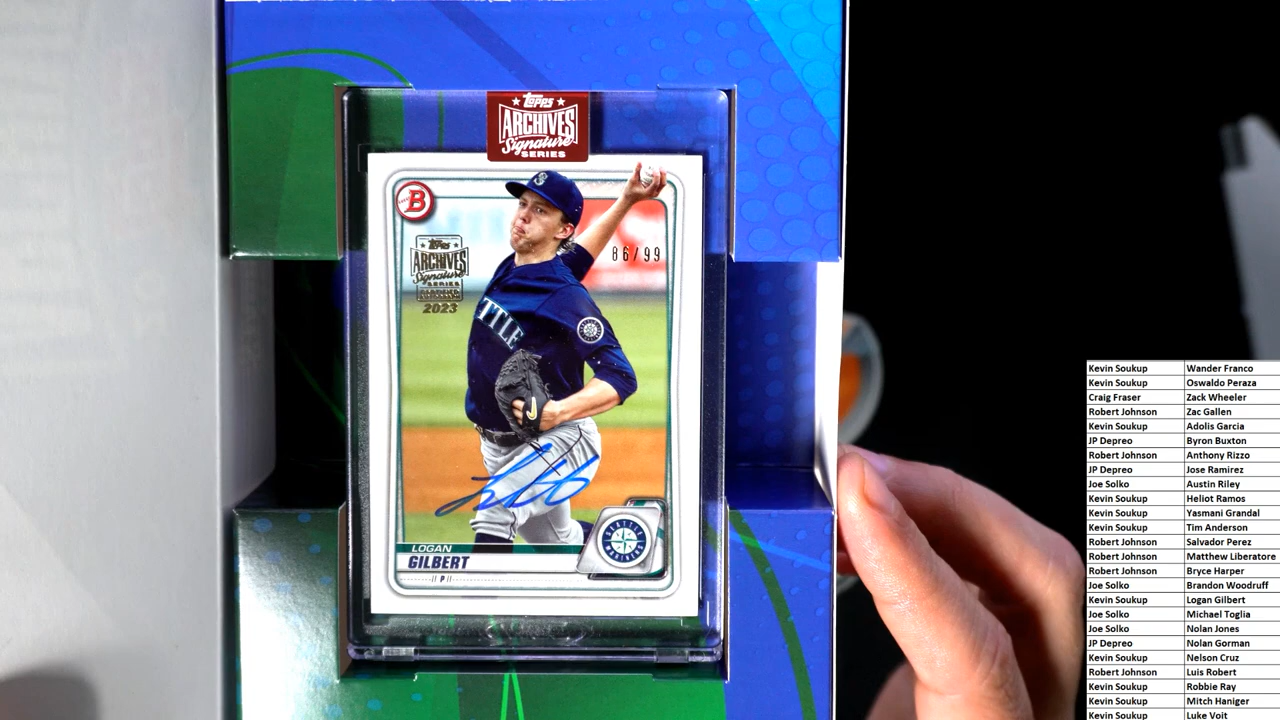 Topps
ARCHIVES
Signature
SERIES
B
S
Topps
ARCHIVES
Signature
SERIES
2023
86/99
TTLE
LOGAN
GILBERT
P
SEATTLE
MARINERS
Kevin Soukup Wander Franco
Kevin Soukup Oswaldo Peraza
Craig Fraser Zack Wheeler
Robert Johnson Zac Gallen
Kevin Soukup Adolis Garcia
JP Depreo Byron Buxton
Robert Johnson Anthony Rizzo
JP Depreo Jose Ramirez
Joe Solko Austin Riley
Kevin Soukup Heliot Ramos
Kevin Soukup Yasmani Grandal
Kevin Soukup Tim Anderson
Robert Johnson Salvador Perez
Robert Johnson Matthew Liberatore
Robert Johnson Bryce Harper
Joe Solko Brandon Woodruff
Kevin Soukup Logan Gilbert
Joe Solko Michael Toglia
Joe Solko Nolan Jones
JP Depreo Nolan Gorman
Kevin Soukup Nelson Cruz
Robert Johnson Luis Robert
Kevin Soukup Robbie Ray
Kevin Soukup Mitch Haniger
Kevin Soukup Luke Voit